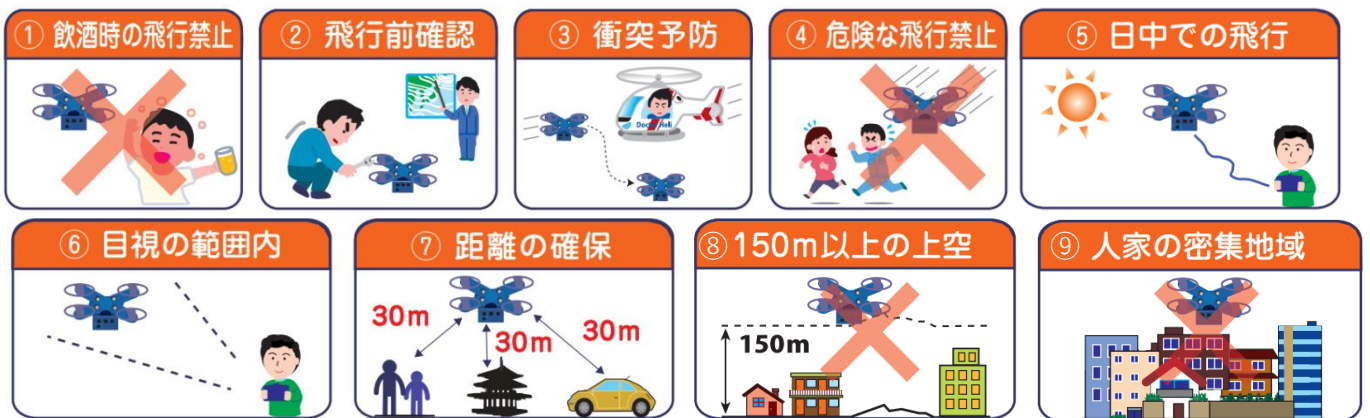 ① 飲酒時の飛行禁止
② 飛行前確認
③ 衝突予防
Doctor Heli
④ 危険な飛行禁止
⑤ 日中での飛行
⑥ 目視の範囲内
⑦ 距離の確保
30m
30m
30m
⑧ 150m以上の上空
150m
⑨ 人家の密集地域